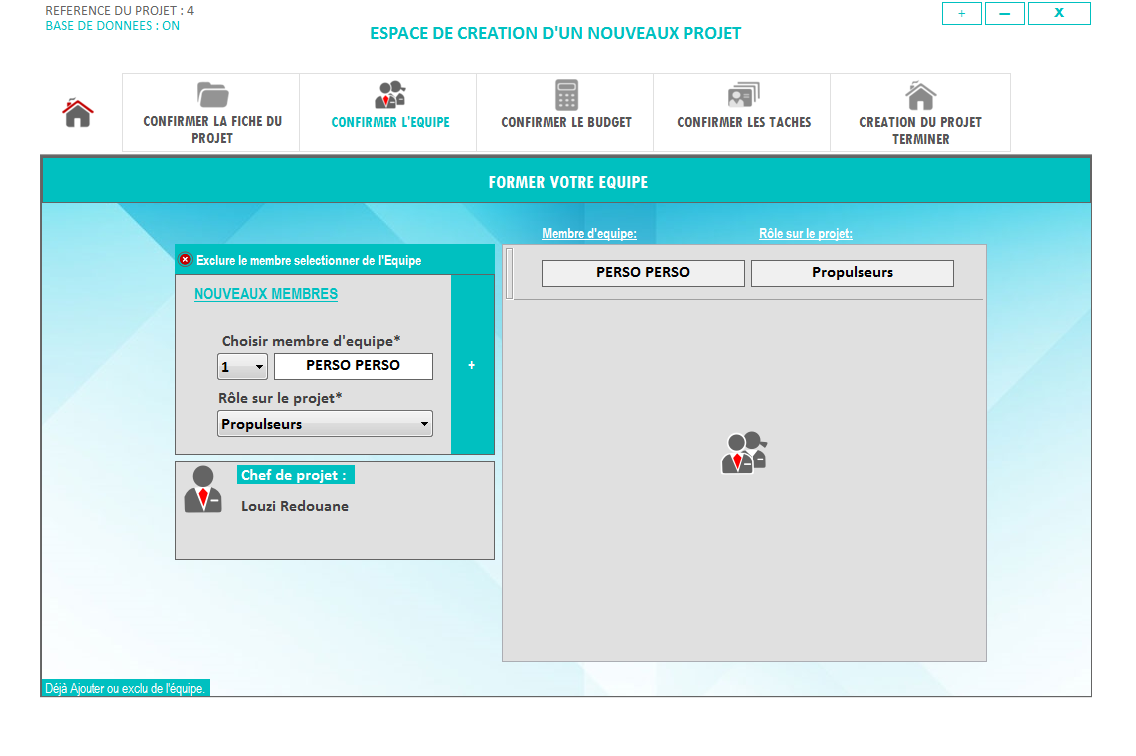 REFERENCE DU PROJET : 4
BASE DE DONNEES : ON
ESPACE DE CREATION D'UN NOUVEAUX PROJET
+
–
X
CONFIRMER LA FICHE DU
PROJET
CONFIRMER L'EQUIPE
CONFIRMER LE BUDGET
CONFIRMER LES TACHES
CREATION DU PROJET
TERMINER
FORMER VOTRE EQUIPE
Membre d'equipe:
Rôle sur le projet:
Exclure le membre selectionner de l'Equipe
PERSO PERSO
Propulseurs
NOUVEAUX MEMBRES
Choisir membre d'equipe*
1
PERSO PERSO
+
Rôle sur le projet*
Propulseurs
Chef de projet :
Louzi Redouane
Déjà Ajouter ou exclu de l'équipe.